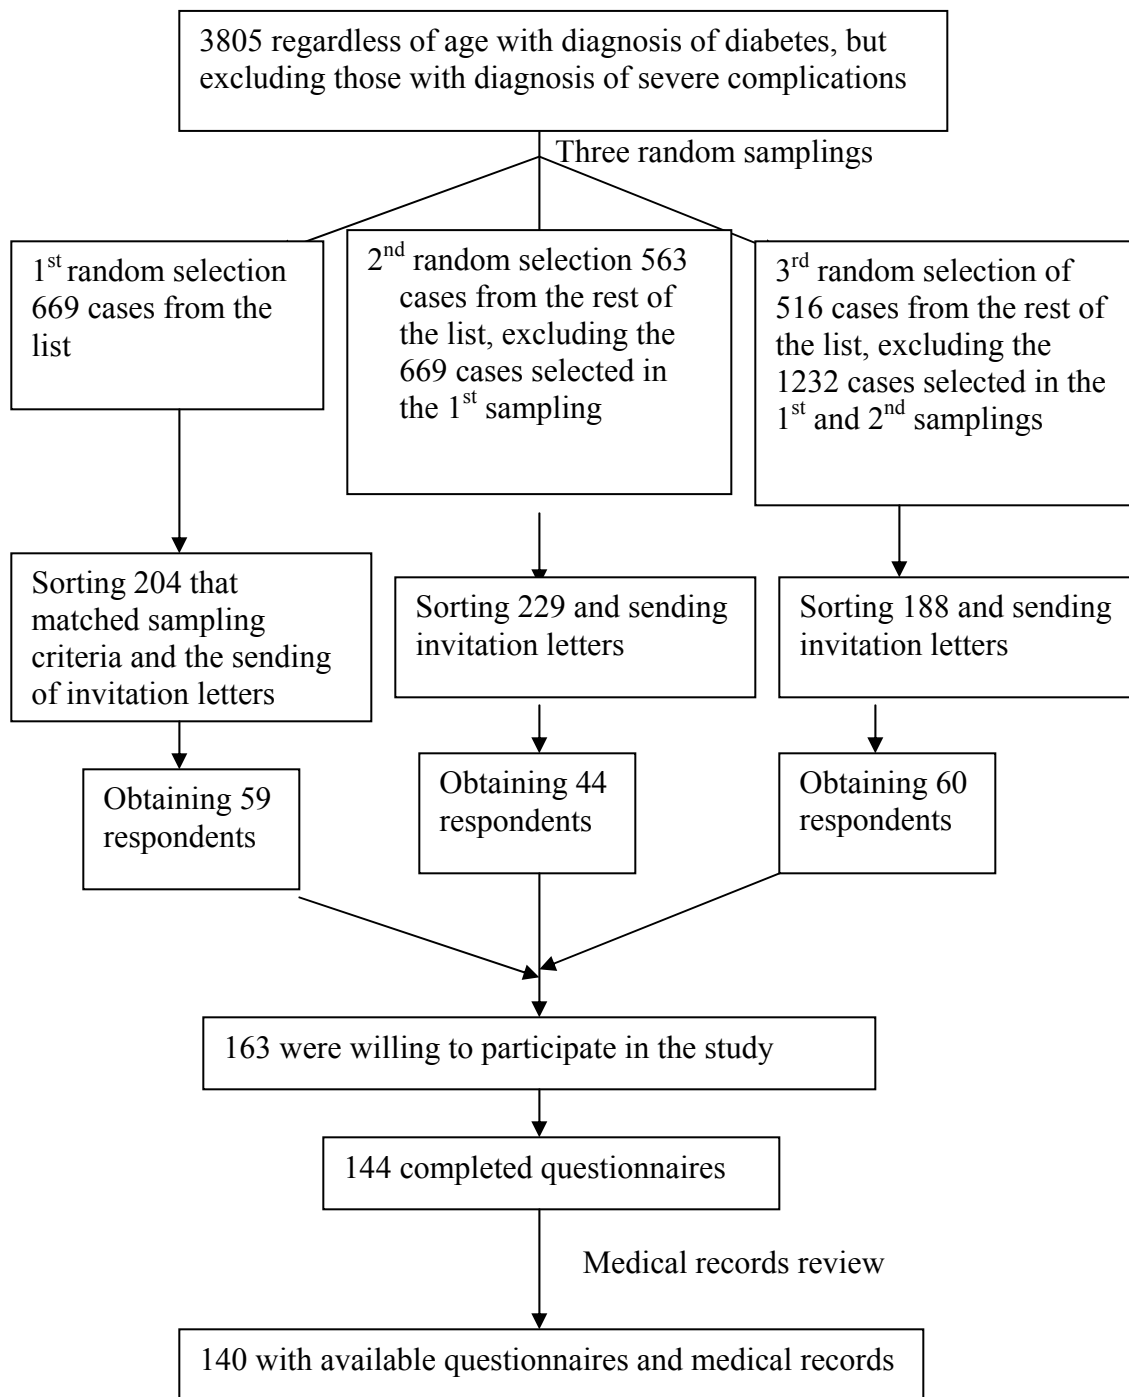 3805 regardless of age with diagnosis of diabetes, but
excluding those with diagnosis of severe complications
Three random samplings
1st random selection
669 cases from the
list
2nd random selection 563
cases from the rest of
the list, excluding the
669 cases selected in
the 1st sampling
3rd random selection of
516 cases from the rest of
the list, excluding the
1232 cases selected in the
1st and 2nd samplings
Sorting 204 that
matched sampling
criteria and the sending
of invitation letters
Sorting 229 and sending
invitation letters
Sorting 188 and sending
invitation letters
Obtaining 59
respondents
Obtaining 44
respondents
Obtaining 60
respondents
163 were willing to participate in the study
144 completed questionnaires
Medical records review
140 with available questionnaires and medical records